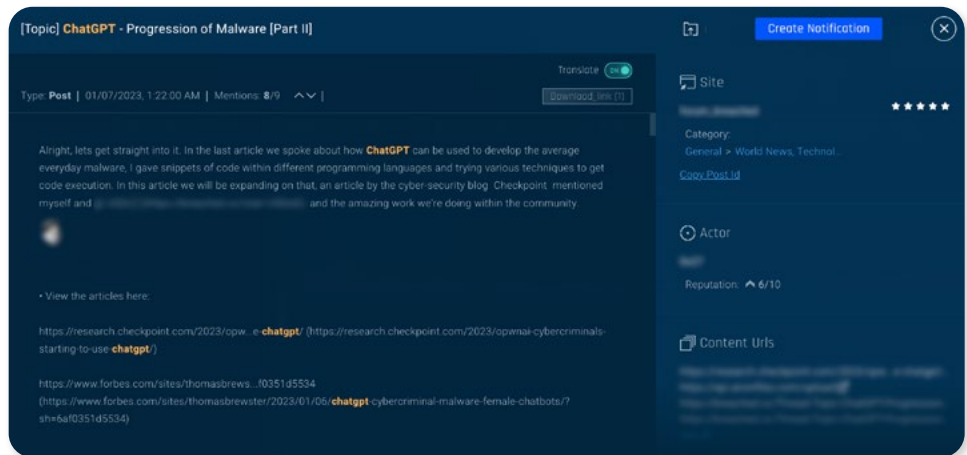 [Topic] ChatGPT - Progression of Malware [Part II]
Create Notification
Translate ON
Type: Post | 01/07/2023, 1:22:00 AM | Mentions: 8/9 |
Download_link (1)
Alright, lets get straight into it. In the last article we spoke about how ChatGPT can be used to develop the average
everyday malware, I gave snippets of code within different programming languages and trying various techniques to get
code execution. In this article we will be expanding on that, an article by the cyber-security blog Checkpoint mentioned
myself and and the amazing work we're doing within the community.
• View the articles here:
https://research.checkpoint.com/2023/opw...e-chatgpt/ (https://research.checkpoint.com/2023/opwnai-cybercriminals-
starting-to-use-chatgpt/)
https://www.forbes.com/sites/thomasbrews...f0351d5534
(https://www.forbes.com/sites/thomasbrewster/2023/01/06/chatgpt-cybercriminal-malware-female-chatbots/?
sh=6af0351d5534)
Site
Category:
General > World News, Technol..
Copy Post Id
Actor
Reputation: 6/10
Content Urls